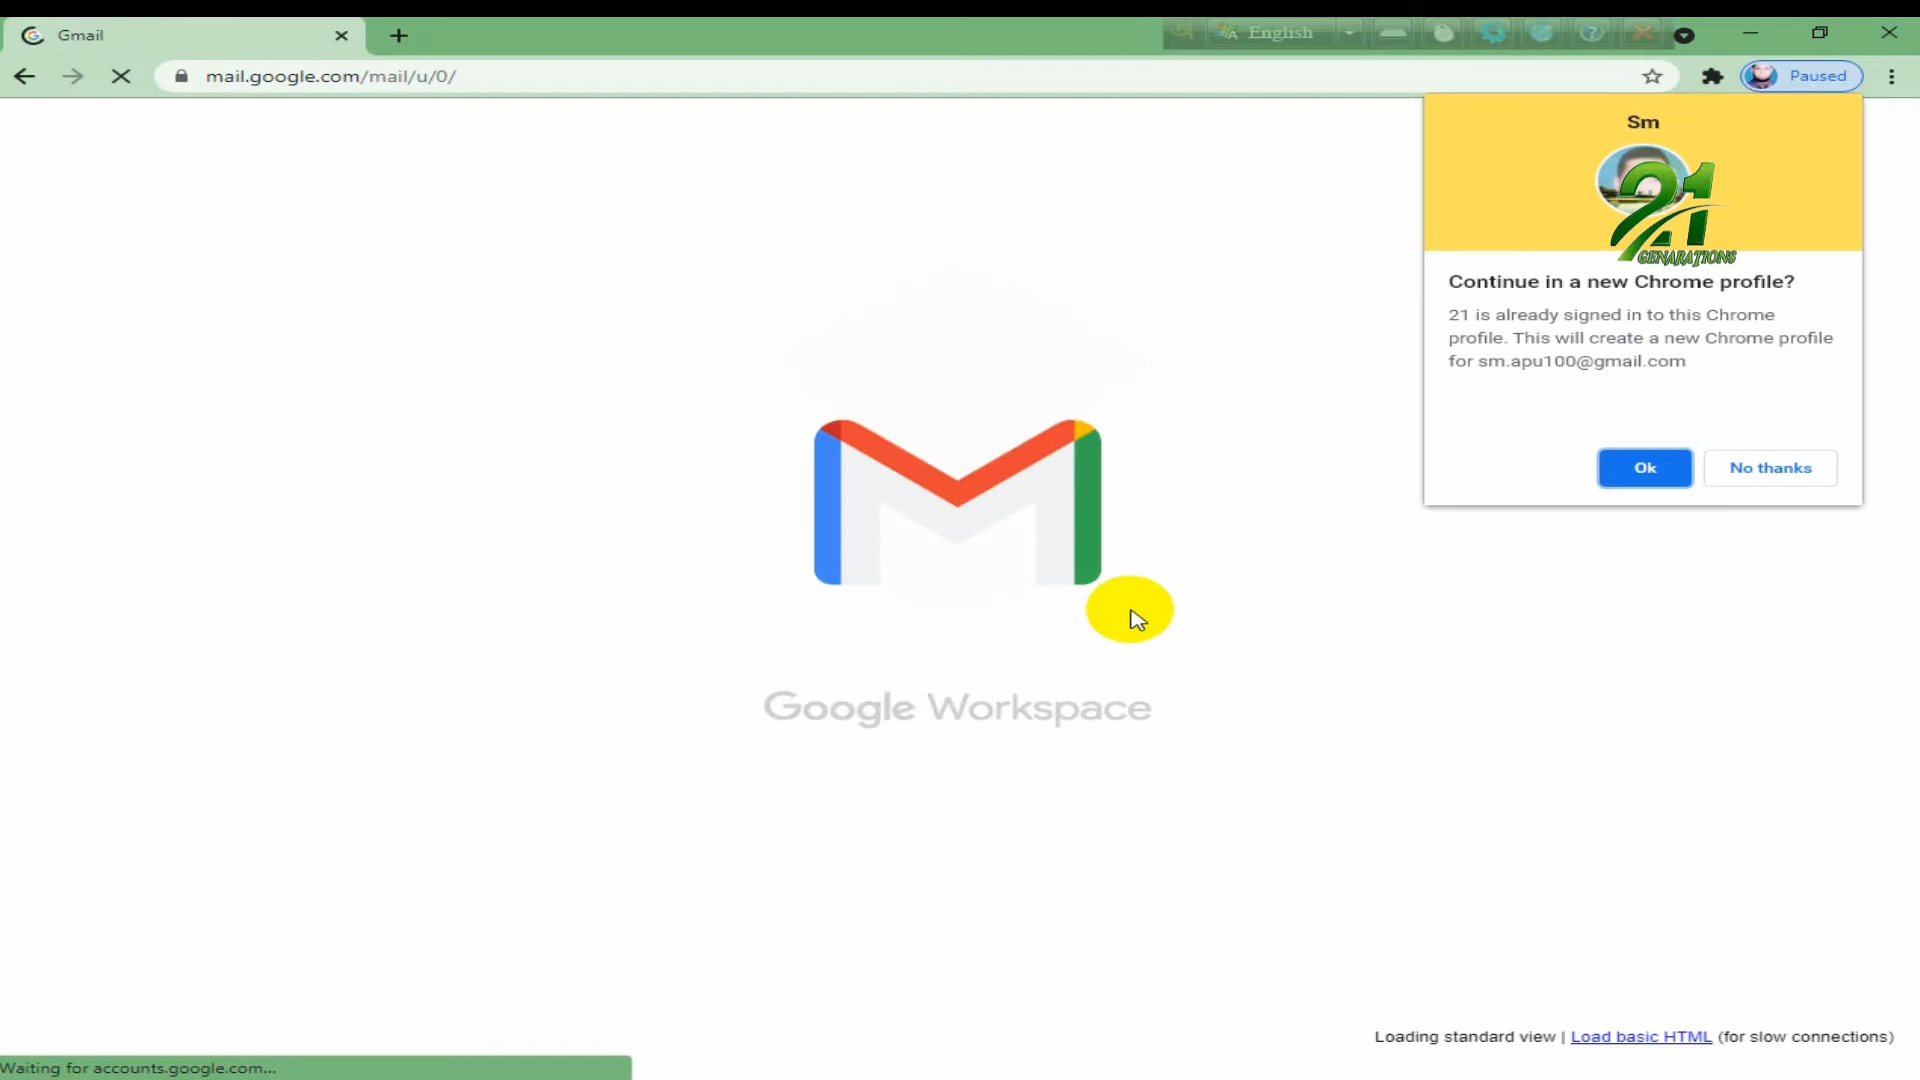 Gmail
English
mail.google.com/mail/u/0/
Paused
Sm
21
GENARATIONS
Continue in a new Chrome profile?
21 is already signed in to this Chrome
profile. This will create a new Chrome profile
for sm.apu100@gmail.com
Ok
No thanks
Google Workspace
Loading standard view | Load basic HTML (for slow connections)
Waiting for accounts.google.com...